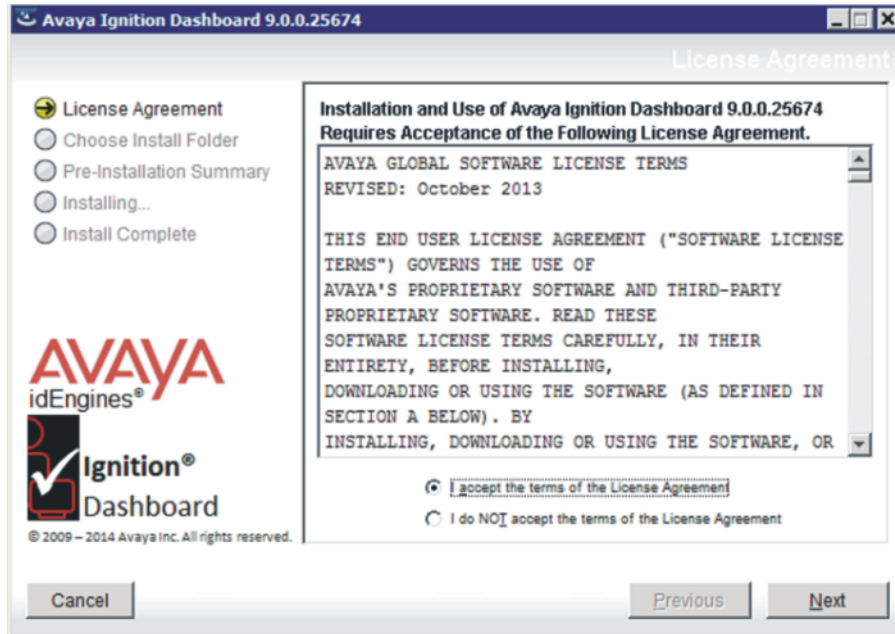 Avaya Ignition Dashboard 9.0.0.25674
License Agreement
License Agreement
Choose Install Folder
Pre-Installation Summary
Installing...
Install Complete
AVAYA
idEngines®
Ignition®
Dashboard
© 2009 – 2014 Avaya Inc. All rights reserved.
Installation and Use of Avaya Ignition Dashboard 9.0.0.25674
Requires Acceptance of the Following License Agreement.
AVAYA GLOBAL SOFTWARE LICENSE TERMS
REVISED: October 2013
THIS END USER LICENSE AGREEMENT ("SOFTWARE LICENSE
TERMS") GOVERNS THE USE OF
AVAYA'S PROPRIETARY SOFTWARE AND THIRD-PARTY
PROPRIETARY SOFTWARE. READ THESE
SOFTWARE LICENSE TERMS CAREFULLY, IN THEIR
ENTIRETY, BEFORE INSTALLING,
DOWNLOADING OR USING THE SOFTWARE (AS DEFINED IN
SECTION A BELOW). BY
INSTALLING, DOWNLOADING OR USING THE SOFTWARE, OR
I accept the terms of the License Agreement
I do NOT accept the terms of the License Agreement
Cancel
Previous
Next